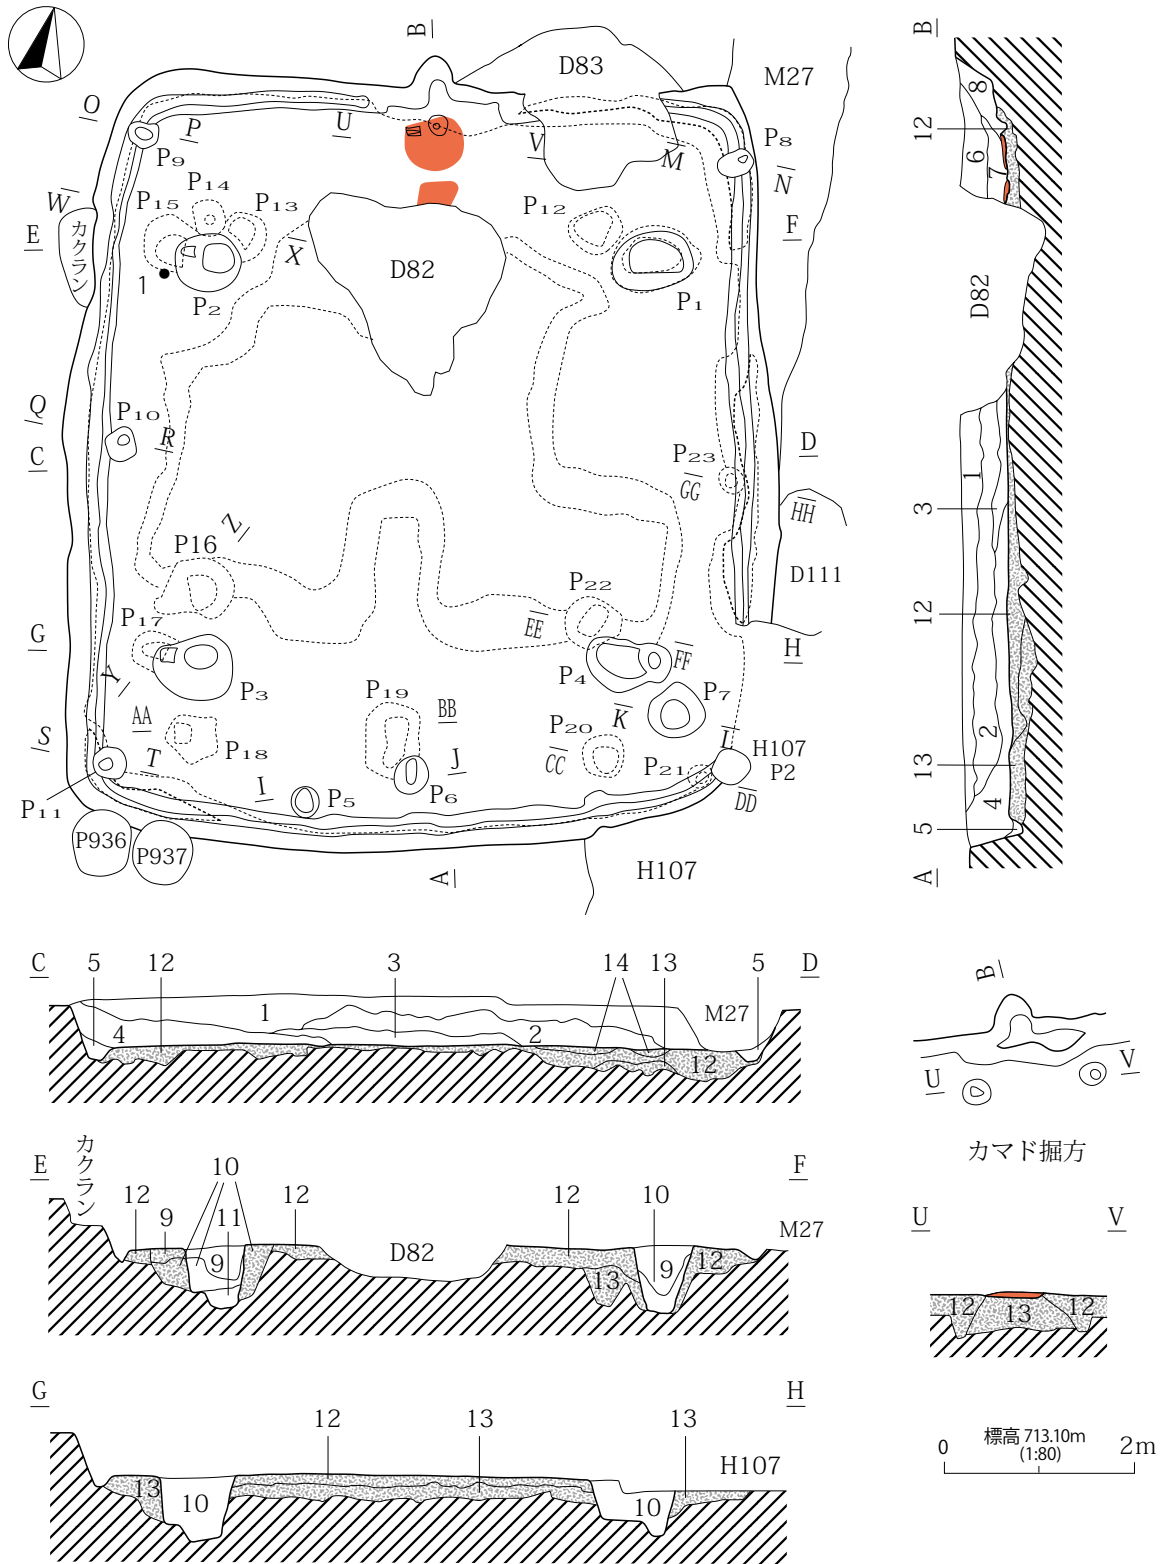 B
D83
M27
O
P
U
V
M
P8
N
P9
P14
P15
P13
P12
W
E
カクラン
X
D82
F
1
P2
P1
Q
P10
R
C
D
P23
GG
HH
Z
P16
D111
P22
EE
FF
G
P17
H
Y
P3
P4
P7
AA
P18
P19
BB
K
P20
CC
L
S
T
I
J
P5
P6
P21
H107
P2
DD
P11
P936
P937
A
H107
B
8
12
6
7
D82
1
3
12
2
13
4
5
A
C
5
12
3
14
13
5
D
1
4
2
M27
12
B
U
V
カマド掘方
E
カクラン
10
F
12
9
11
12
12
10
M27
9
D82
13
9
12
U
V
12
13
12
G
H
12
13
13
H107
13
10
10
標高 713.10m
(1:80)
0
2m